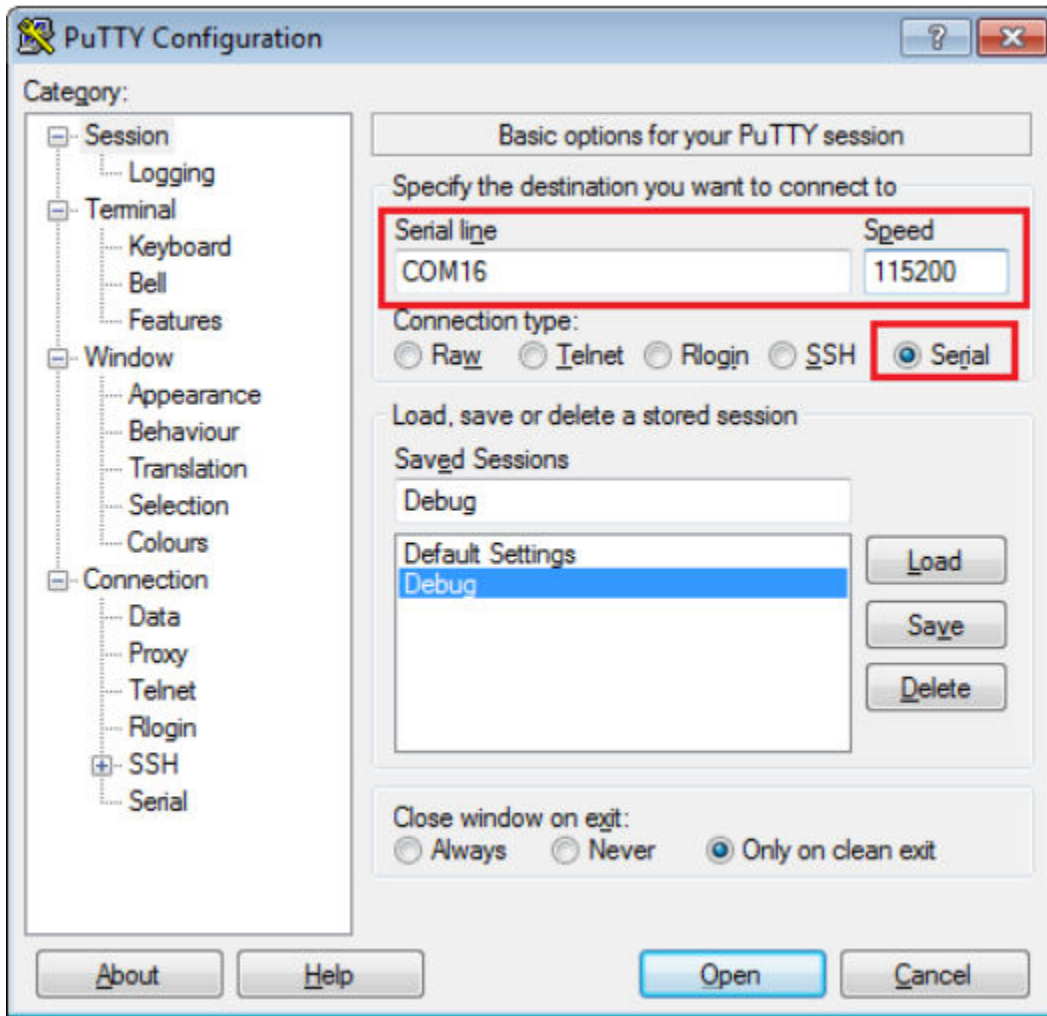 PuTTY Configuration
?
Category:
Session
Logging
Terminal
Keyboard
Bell
Features
Window
Appearance
Behaviour
Translation
Selection
Colours
Connection
Data
Proxy
Telnet
Rlogin
SSH
Serial
Basic options for your PuTTY session
Specify the destination you want to connect to
Serial line Speed
COM16 115200
Connection type:
Raw Telnet Rlogin SSH Serial
Load, save or delete a stored session
Saved Sessions
Debug
Default Settings
Debug
Load
Save
Delete
Close window on exit:
Always Never Only on clean exit
About Help Open Cancel